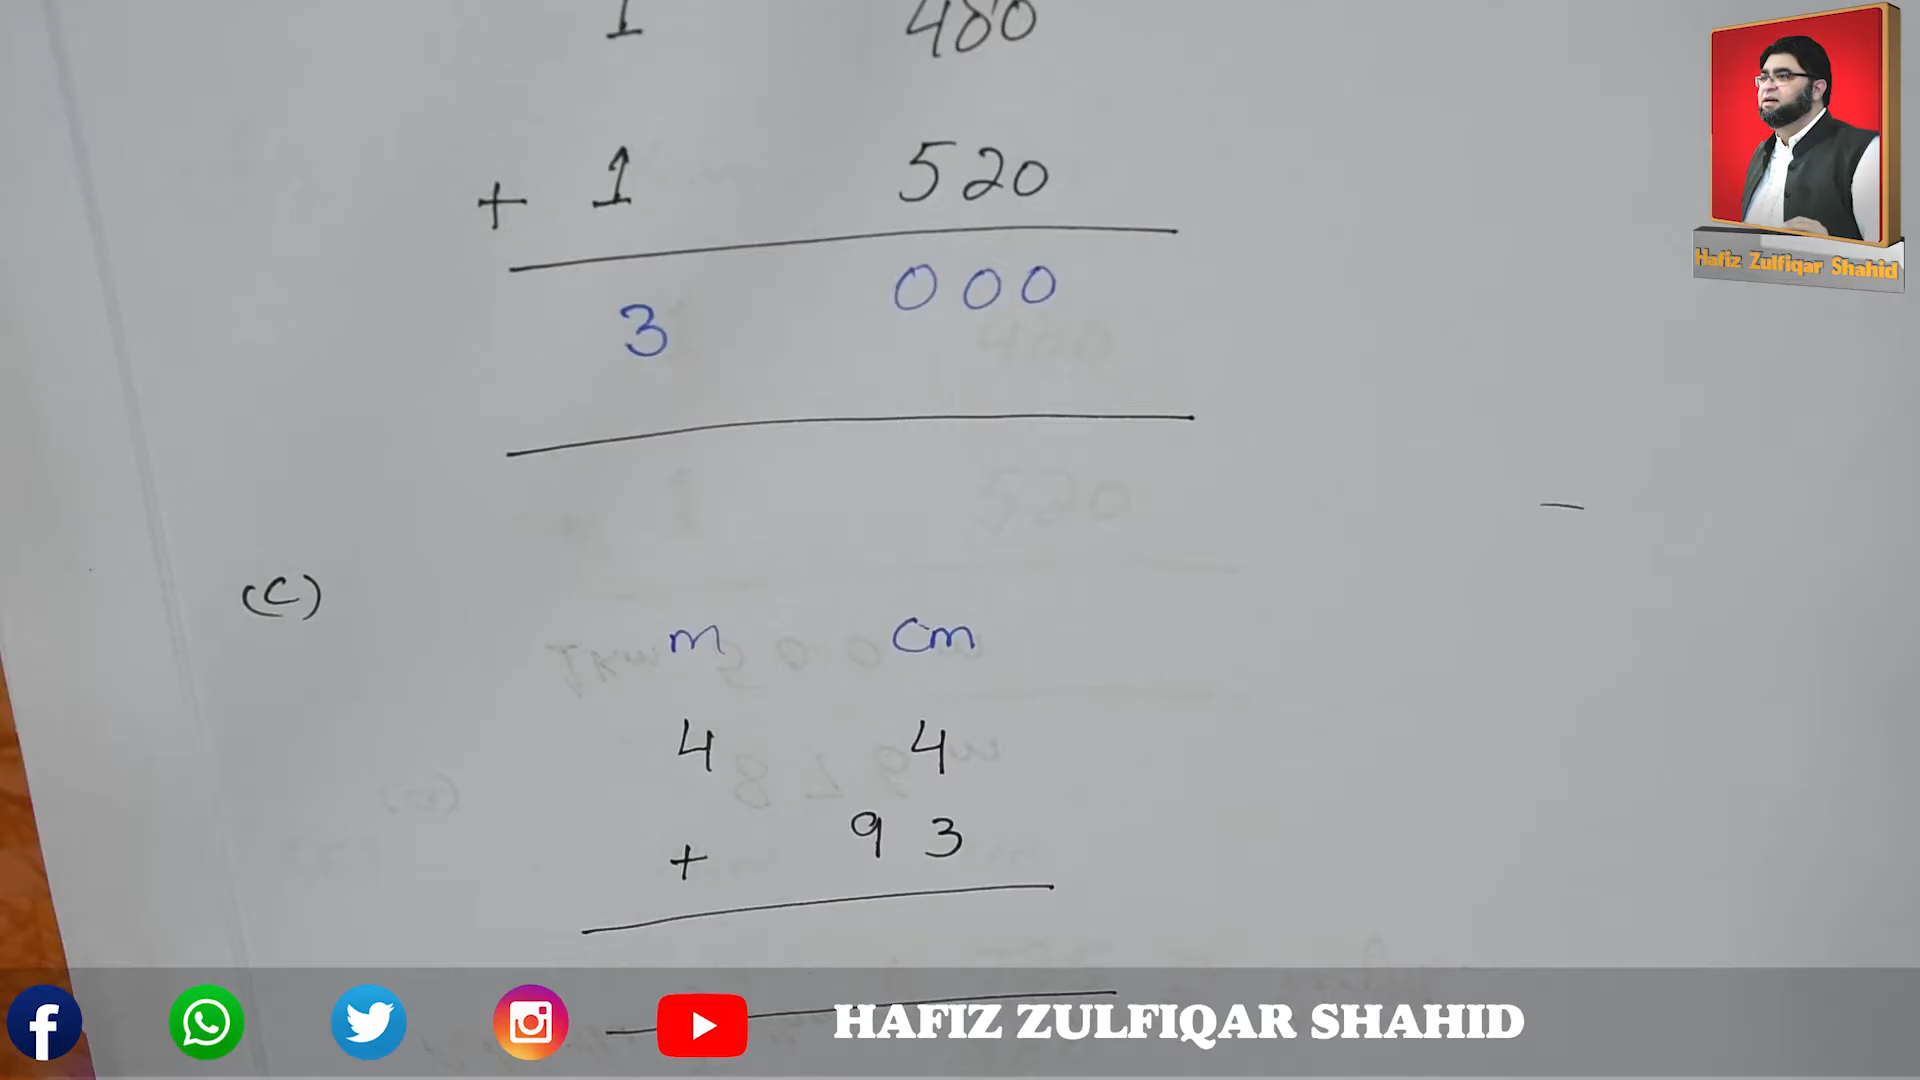 1 480
+ 1 520
3 000
(C)
m cm
4 4
+ 9 3
Hafiz Zulfiqar Shahid
HAFIZ ZULFIQAR SHAHID